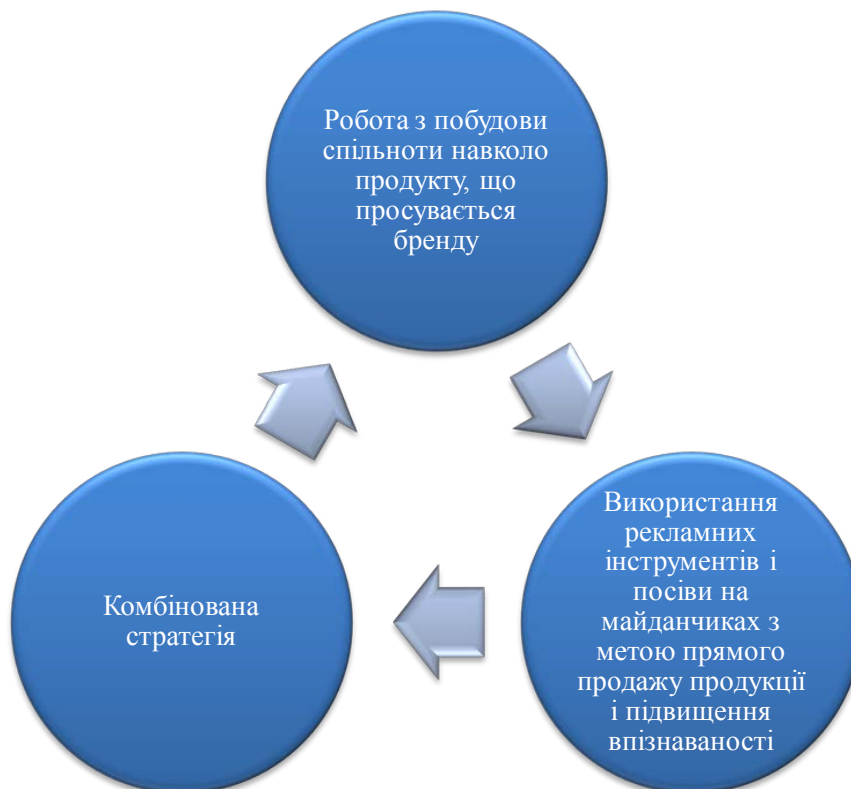 Робота з побудови
спільноти навколо
продукту, що
просувається
бренду
Використання
рекламних
інструментів і
посіви на
майданчиках з
метою прямого
продажу продукції
і підвищення
впізнаваності
Комбінована
стратегія